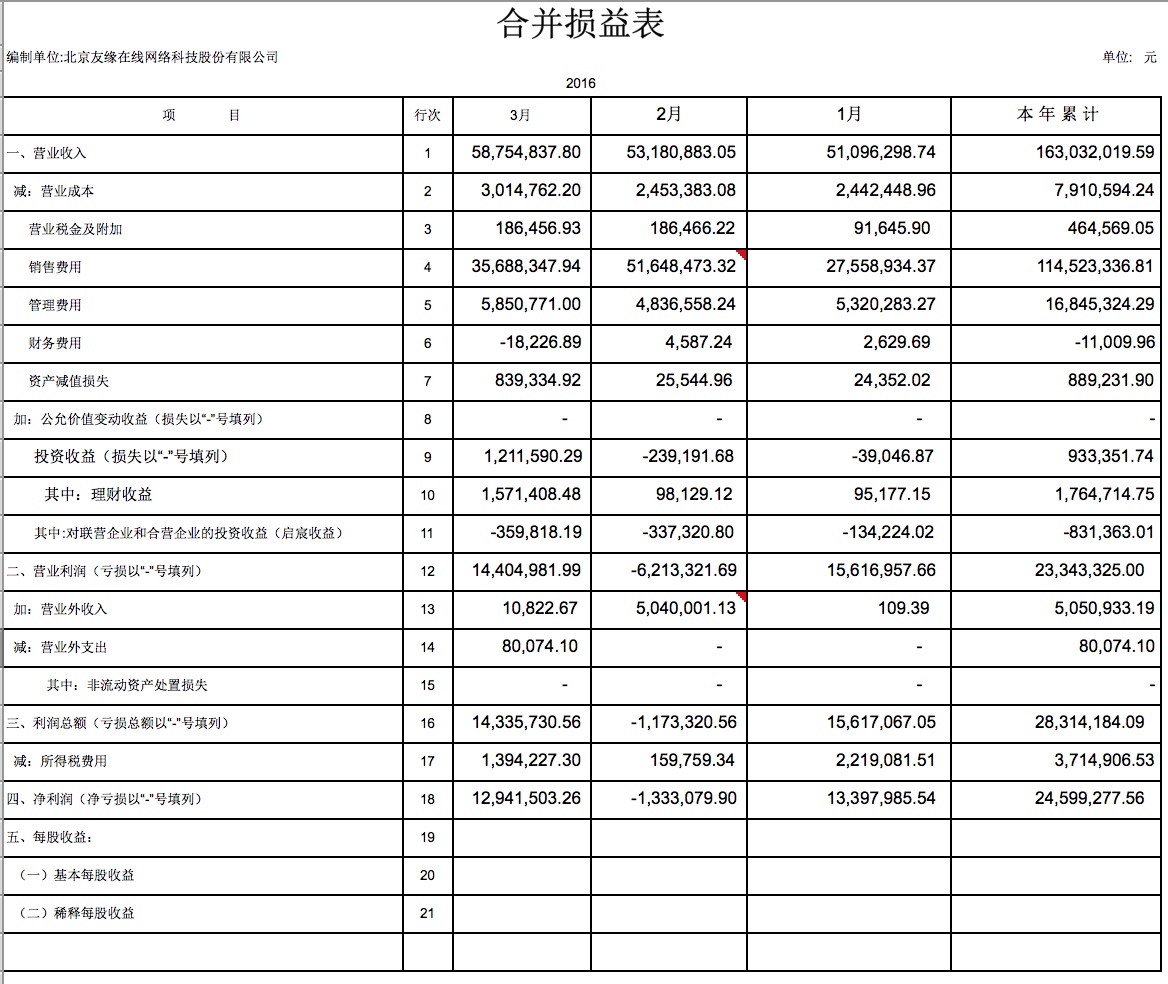 合并损益表
编制单位:北京友缘在线网络科技股份有限公司 单位: 元
2016
项 目 行次 3月 2月 1月 本年累计
一、营业收入 1 58,754,837.80 53,180,883.05 51,096,298.74 163,032,019.59
减: 营业成本 2 3,014,762.20 2,453,383.08 2,442,448.96 7,910,594.24
营业税金及附加 3 186,456.93 186,466.22 91,645.90 464,569.05
销售费用 4 35,688,347.94 51,648,473.32 27,558,934.37 114,523,336.81
管理费用 5 5,850,771.00 4,836,558.24 5,320,283.27 16,845,324.29
财务费用 6 -18,226.89 4,587.24 2,629.69 -11,009.96
资产减值损失 7 839,334.92 25,544.96 24,352.02 889,231.90
加: 公允价值变动收益（损失以“-”号填列） 8 - - - -
投资收益（损失以“-”号填列） 9 1,211,590.29 -239,191.68 -39,046.87 933,351.74
其中: 理财收益 10 1,571,408.48 98,129.12 95,177.15 1,764,714.75
其中:对联营企业和合营企业的投资收益（启宸收益） 11 -359,818.19 -337,320.80 -134,224.02 -831,363.01
二、营业利润（亏损以“-”号填列） 12 14,404,981.99 -6,213,321.69 15,616,957.66 23,343,325.00
加: 营业外收入 13 10,822.67 5,040,001.13 109.39 5,050,933.19
减: 营业外支出 14 80,074.10 - - 80,074.10
其中: 非流动资产处置损失 15 - - - -
三、利润总额（亏损总额以“-”号填列） 16 14,335,730.56 -1,173,320.56 15,617,067.05 28,314,184.09
减: 所得税费用 17 1,394,227.30 159,759.34 2,219,081.51 3,714,906.53
四、净利润（净亏损以“-”号填列） 18 12,941,503.26 -1,333,079.90 13,397,985.54 24,599,277.56
五、每股收益: 19
（一）基本每股收益 20
（二）稀释每股收益 21